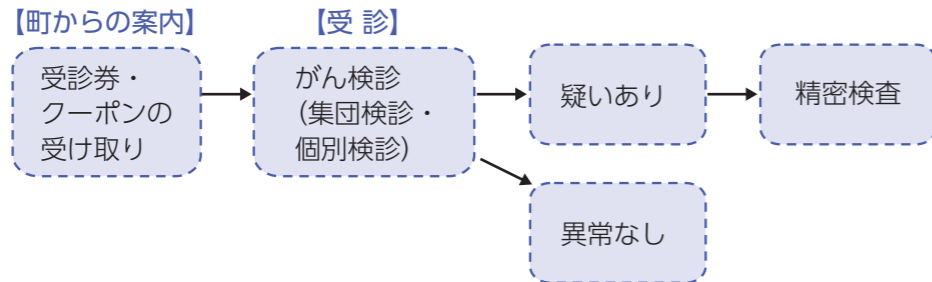 【町からの案内】
受診券・
クーポンの
受け取り
【受 診】
がん検診
（集団検診・
個別検診）
疑いあり
精密検査
異常なし